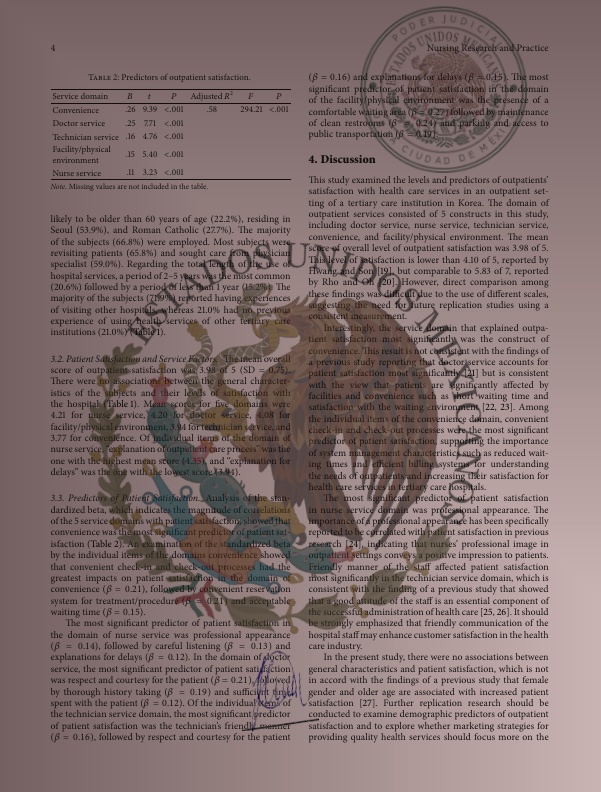 4
Nursing Research and Practice
TABLE 2: Predictors of outpatient satisfaction.
Service domain B t P Adjusted R² F P
Convenience .26 9.39 <.001 .58 294.21 <.001
Doctor service .25 7.71 <.001
Technician service .16 4.76 <.001
Facility/physical
environment .15 5.40 <.001
Nurse service .11 3.23 <.001
Note. Missing values are not included in the table.
likely to be older than 60 years of age (22.2%), residing in
Seoul (53.9%), and Roman Catholic (27.7%). The majority
of the subjects (66.8%) were employed. Most subjects were
revisiting patients (65.8%) and sought care from physician
specialist (59.0%). Regarding the total length of the use of
hospital services, a period of 2–5 years was the most common
(20.6%) followed by a period of less than 1 year The
majority of the subjects (71.9%) reported having experiences
of visiting other hospitals, whereas 21.0% had no previous
experience of using health services of other tertiary care
institutions (21.0%) (Table 1).
3.2. Patient Satisfaction and Service Factors. The mean overall
score of outpatient satisfaction was 3.98 of 5 (SD = 0.75).
There were no association between the general character-
istics of the subjects and their levels of satisfaction with
the hospital (Table 1). Mean scores for five domains were
4.21 for nurse service, 4.20 for doctor service, 4.08 for
facility/physical environment, 3.94 for technician service, and
3.77 for convenience. Of individual items in the domain of
nurse service, "explanation of outpatient care process" was the
one with the highest mean score (4.35), and "explanation for
delays" was the one with the lowest score (3.94).
3.3. Predictors of Patient Satisfaction. Analysis of the stan-
dardized beta, which indicates the magnitude of correlations
of the 5 service domains with patient satisfaction, showed that
convenience was the most significant predictor of patient sat-
isfaction (Table 2). An examination of the standardized beta
by the individual items in the domain of convenience showed
that convenient check-in and check-out processes had the
greatest impacts on patient satisfaction in the domain of
convenience (β = 0.21), followed by convenient reservation
system for treatment/procedure (β = 0.21) and acceptable
waiting time (β = 0.15).
The most significant predictor of patient satisfaction in
the domain of nurse service was professional appearance
(β = 0.14), followed by careful listening (β = 0.13) and
explanations for delays (β = 0.12). In the domain of doctor
service, the most significant predictor of patient satisfaction
was respect and courtesy for the patient (β = 0.21), followed
by thorough history taking (β = 0.19) and sufficient time
spent with the patient (β = 0.12). Of the individual items of
the technician service domain, the most significant predictor
of patient satisfaction was the technician's friendly manner
(β = 0.16), followed by respect and courtesy for the patient
(β = 0.16) and explanations for delays (β = 0.15). The most
significant predictor of patient satisfaction in the domain
of the facility/physical environment was the presence of a
comfortable waiting area (β = 0.27) followed by maintenance
of clean restrooms (β = 0.24) and parking and access to
public transportation (β = 0.19).
4. Discussion
This study examined the levels and predictors of outpatients'
satisfaction with health care services in an outpatient set-
ting of a tertiary care institution in Korea. The domain of
outpatient services consisted of 5 constructs in this study,
including doctor service, nurse service, technician service,
convenience, and facility/physical environment. The mean
score of overall level of outpatient satisfaction was 3.98 of 5.
This level of satisfaction is lower than 4.10 of 5, reported by
Hwang and [19], but comparable to 5.83 of 7, reported
by Rho and Oh [20]. However, direct comparison among
these findings was difficult due to the use of different scales,
suggesting the need for future replication studies using a
consistent measurement.
Interestingly, the service domain that explained outpa-
tient satisfaction most significantly was the construct of
convenience. This result is not consistent with the findings of
a previous study reporting that doctor service accounts for
patient satisfaction most significantly [21] but is consistent
with the view that patients are significantly affected by
facilities and convenience such as short waiting time and
satisfaction with the waiting environment [22, 23]. Among
the individual items of the convenience domain, convenient
check-in and check-out processes were the most significant
predictor of patient satisfaction, supporting the importance
of system management characteristics such as reduced wait-
ing times and hospital billing systems for understanding
the needs of outpatients and increasing their satisfaction for
health care services in tertiary care hospitals.
The most significant predictor of patient satisfaction
in nurse service domain was professional appearance. The
importance of a professional appearance has been specifically
reported to be correlated with patient satisfaction in previous
research [24], indicating that nurses' professional image in
outpatient settings conveys a positive impression to patients.
Friendly manner of the staff affected patient satisfaction
most significantly in the technician service domain, which is
consistent with the finding of a previous study that showed
that a good attitude of the staff is an essential component of
the successful administration of health care [25, 26]. It should
be strongly emphasized that friendly communication of the
hospital staff may enhance customer satisfaction in the health
care industry.
In the present study, there were no associations between
general characteristics and patient satisfaction, which is not
in accord with the findings of a previous study that female
gender and older age are associated with increased patient
satisfaction [27]. Further replication research should be
conducted to examine demographic predictors of outpatient
satisfaction and to explore whether marketing strategies for
providing quality health services should focus more on the
PODER JUDICIAL
ESTADOS UNIDOS MEXICANOS
CIUDAD DE MEXICO
ESTADOS UNIDOS MEXICANOS